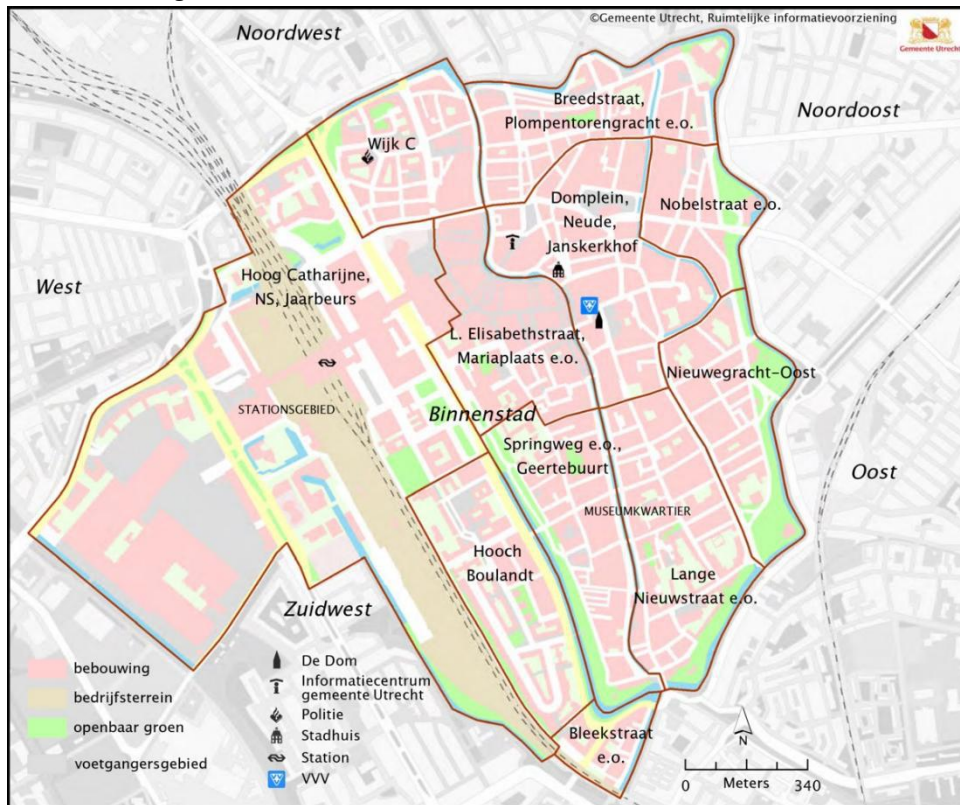 ©Gemeente Utrecht, Ruimtelijke informatievoorziening
Gemeente Utrecht
Noordwest
Noordoost
Breedstraat,
Plompentorengracht e.o.
Wijk C
Domplein,
Neude,
Janskerkhof
Nobelstraat e.o.
West
Hoog Catharijne,
NS, Jaarbeurs
L. Elisabethstraat,
Mariaplaats e.o.
Nieuwegracht-Oost
STATIONSGEBIED
Binnenstad
Springweg e.o.,
Geertebuurt
Oost
MUSEUMKWARTIER
Hooch
Boulandt
Lange
Nieuwstraat e.o.
Zuidwest
bebouwing
bedrijfsterrein
openbaar groen
voetgangersgebied
De Dom
Informatiecentrum
gemeente Utrecht
Politie
Stadhuis
Station
VVV
Bleekstraat
e.o.
N
0 Meters 340